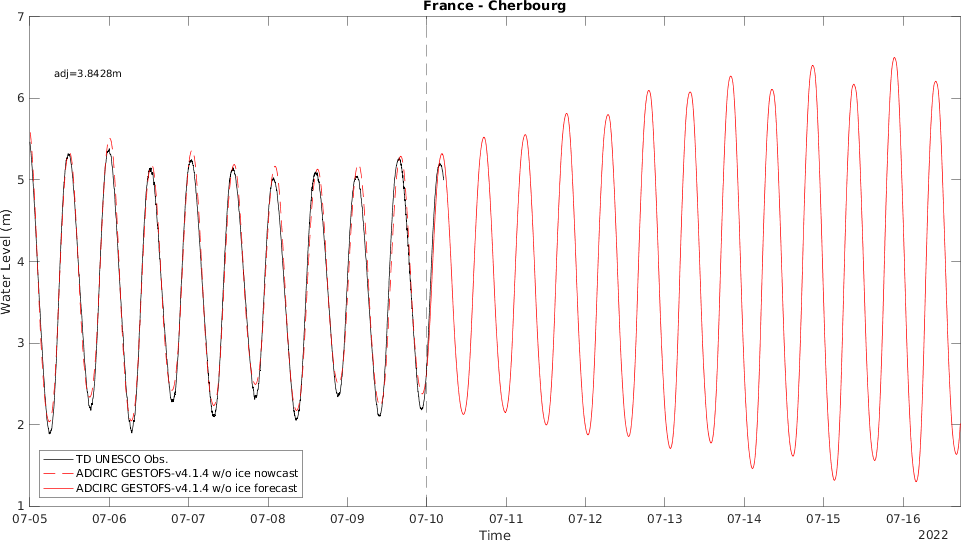 France - Cherbourg
7
adj=3.8428m
6
5
4
3
2
1
Water Level (m)
TD UNESCO Obs.
ADCIRC GESTOFS-v4.1.4 w/o ice nowcast
ADCIRC GESTOFS-v4.1.4 w/o ice forecast
07-05 07-06 07-07 07-08 07-09 07-10 07-11 07-12 07-13 07-14 07-15 07-16
Time
2022